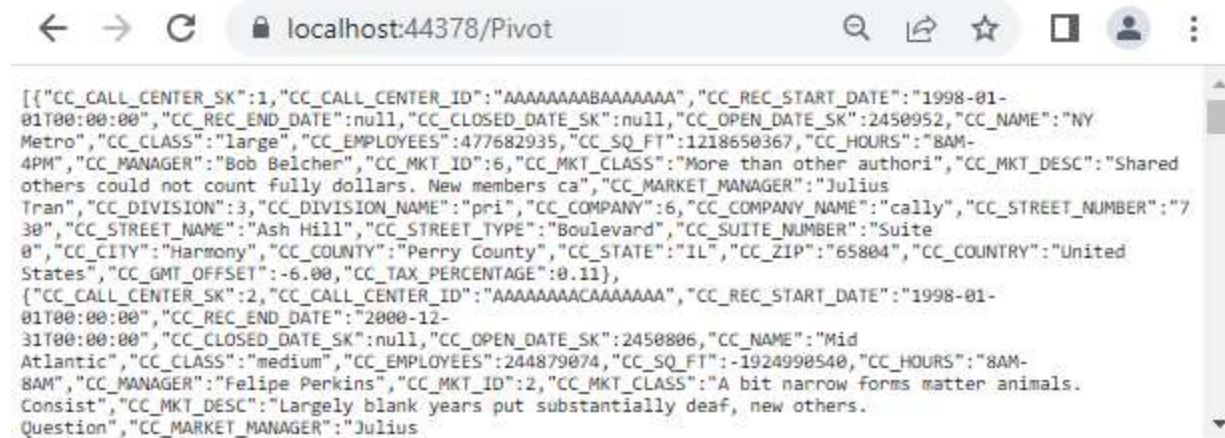 localhost:44378/Pivot
[{"CC_CALL_CENTER_SK":1,"CC_CALL_CENTER_ID":"AAAAAAAABAAAAAAA","CC_REC_START_DATE":"1998-01-
01T00:00:00","CC_REC_END_DATE":null,"CC_CLOSED_DATE_SK":null,"CC_OPEN_DATE_SK":2450952,"CC_NAME":"NY
Metro","CC_CLASS":"large","CC_EMPLOYEES":477682935,"CC_SQ_FT":1218650367,"CC_HOURS":"8AM-
4PM","CC_MANAGER":"Bob Belcher","CC_MKT_ID":6,"CC_MKT_CLASS":"More than other authori","CC_MKT_DESC":"Shared
others could not count fully dollars. New members ca","CC_MARKET_MANAGER":"Julius
Tran","CC_DIVISION":3,"CC_DIVISION_NAME":"pri","CC_COMPANY":6,"CC_COMPANY_NAME":"cally","CC_STREET_NUMBER":"7
30","CC_STREET_NAME":"Ash Hill","CC_STREET_TYPE":"Boulevard","CC_SUITE_NUMBER":"Suite
0","CC_CITY":"Harmony","CC_COUNTY":"Perry County","CC_STATE":"IL","CC_ZIP":"65804","CC_COUNTRY":"United
States","CC_GMT_OFFSET":-6.00,"CC_TAX_PERCENTAGE":0.11},
{"CC_CALL_CENTER_SK":2,"CC_CALL_CENTER_ID":"AAAAAAAACAAAAAAA","CC_REC_START_DATE":"1998-01-
01T00:00:00","CC_REC_END_DATE":"2000-12-
31T00:00:00","CC_CLOSED_DATE_SK":null,"CC_OPEN_DATE_SK":2450806,"CC_NAME":"Mid
Atlantic","CC_CLASS":"medium","CC_EMPLOYEES":244879074,"CC_SQ_FT":-1924990540,"CC_HOURS":"8AM-
8AM","CC_MANAGER":"Felipe Perkins","CC_MKT_ID":2,"CC_MKT_CLASS":"A bit narrow forms matter animals.
Consist","CC_MKT_DESC":"Largely blank years put substantially deaf, new others.
Question","CC_MARKET_MANAGER":"Julius